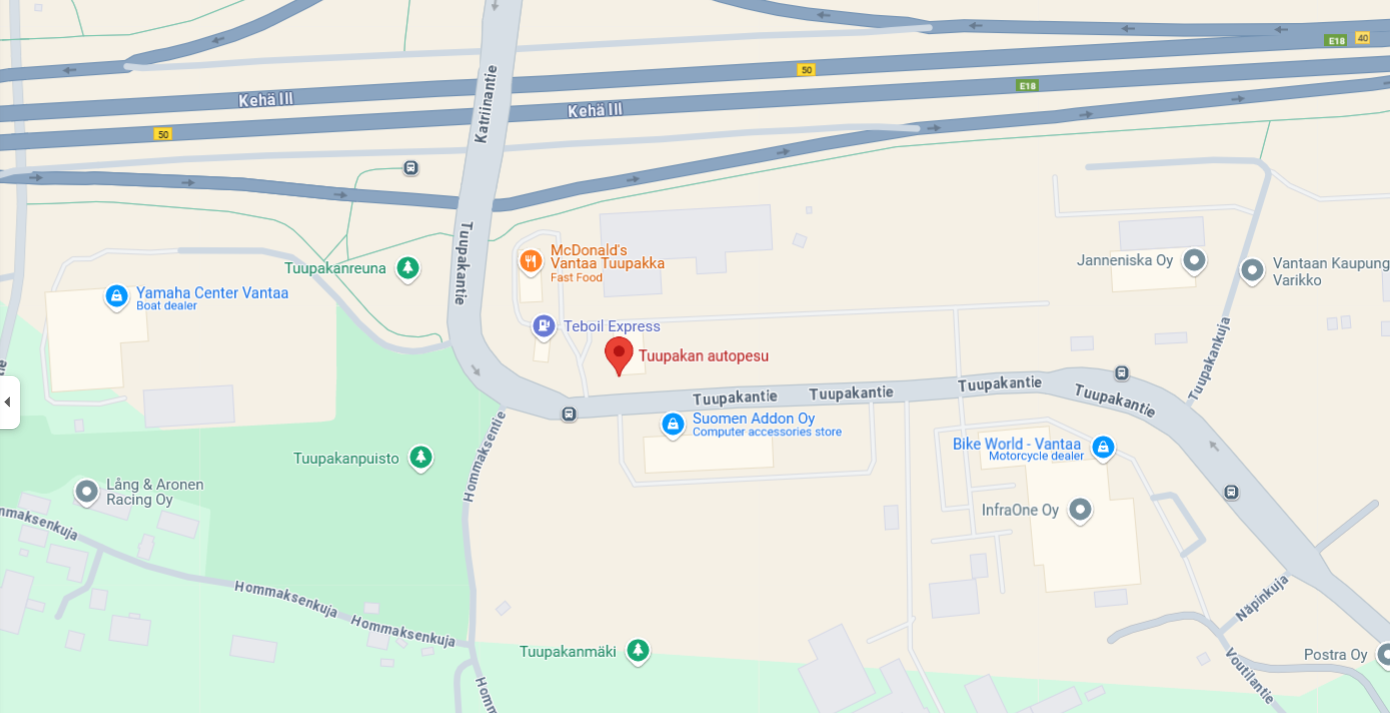 E18
40
50
E18
Kehä III
Kehä III
50
Katriinantie
Tuupakantie
McDonald's
Vantaa Tuupakka
Fast Food
Tuupakanreuna
Janneniska Oy
Vantaan Kaupung
Varikko
Yamaha Center Vantaa
Boat dealer
Teboil Express
Tuupakan autopesu
Tuupakankuja
Tuupakantie
Tuupakantie
Tuupakantie
Tuupakantie
Suomen Addon Oy
Computer accessories store
Hommaksentie
Bike World - Vantaa
Motorcycle dealer
Tuupakanpuisto
Lång & Aronen
Racing Oy
InfraOne Oy
mmaksenkuja
Hommaksenkuja
Hommaksenkuja
Näpinkuja
Tuupakanmäki
Postra Oy
Voutilantie
Homm